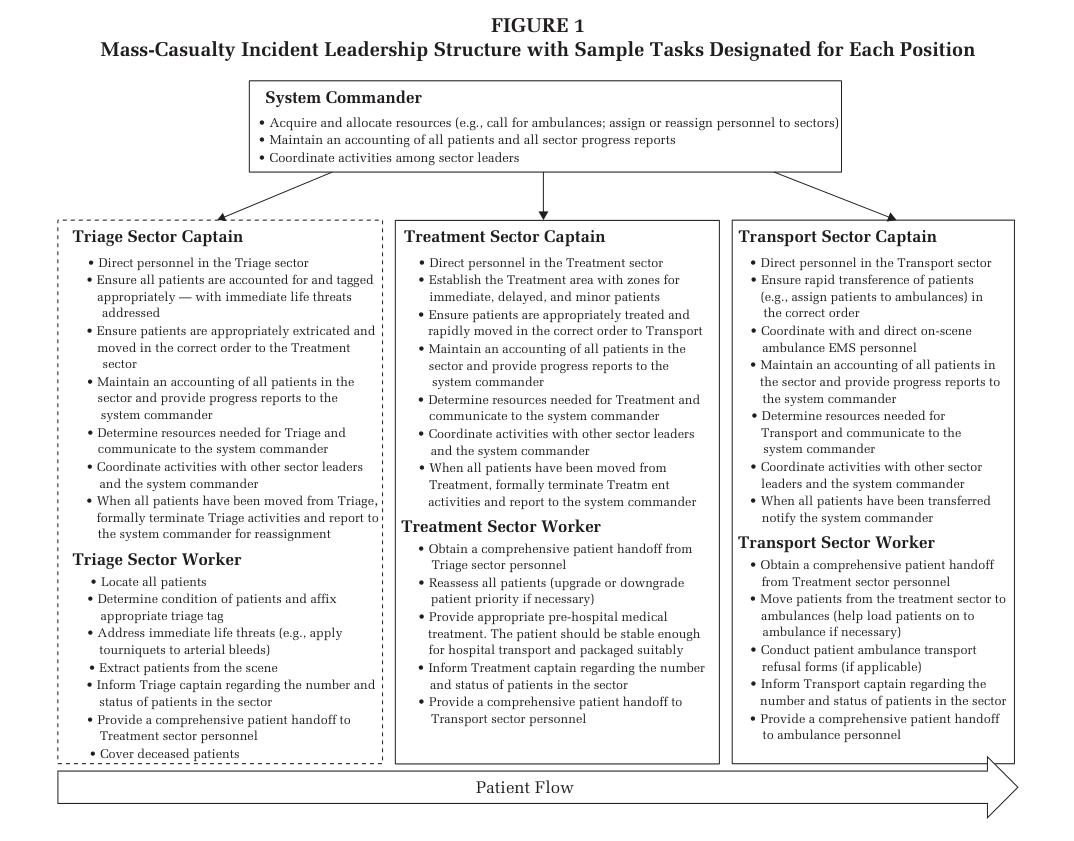 FIGURE 1
Mass-Casualty Incident Leadership Structure with Sample Tasks Designated for Each Position
System Commander
• Acquire and allocate resources (e.g., call for ambulances; assign or reassign personnel to sectors)
• Maintain an accounting of all patients and all sector progress reports
• Coordinate activities among sector leaders
Triage Sector Captain
• Direct personnel in the Triage sector
• Ensure all patients are accounted for and tagged
appropriately — with immediate life threats
addressed
• Ensure patients are appropriately extricated and
moved in the correct order to the Treatment
sector
• Maintain an accounting of all patients in the
sector and provide progress reports to the
system commander
• Determine resources needed for Triage and
communicate to the system commander
• Coordinate activities with other sector leaders
and the system commander
• When all patients have been moved from Triage,
formally terminate Triage activities and report to
the system commander for reassignment
Triage Sector Worker
• Locate all patients
• Determine condition of patients and affix
appropriate triage tag
• Address immediate life threats (e.g., apply
tourniquets to arterial bleeds)
• Extract patients from the scene
• Inform Triage captain regarding the number and
status of patients in the sector
• Provide a comprehensive patient handoff to
Treatment sector personnel
• Cover deceased patients
Treatment Sector Captain
• Direct personnel in the Treatment sector
• Establish the Treatment area with zones for
immediate, delayed, and minor patients
• Ensure patients are appropriately treated and
rapidly moved in the correct order to Transport
• Maintain an accounting of all patients in the
sector and provide progress reports to the
system commander
• Determine resources needed for Treatment and
communicate to the system commander
• Coordinate activities with other sector leaders
and the system commander
• When all patients have been moved from
Treatment, formally terminate Treatm ent
activities and report to the system commander
Treatment Sector Worker
• Obtain a comprehensive patient handoff from
Triage sector personnel
• Reassess all patients (upgrade or downgrade
patient priority if necessary)
• Provide appropriate pre-hospital medical
treatment. The patient should be stable enough
for hospital transport and packaged suitably
• Inform Treatment captain regarding the number
and status of patients in the sector
• Provide a comprehensive patient handoff to
Transport sector personnel
Transport Sector Captain
• Direct personnel in the Transport sector
• Ensure rapid transference of patients
(e.g., assign patients to ambulances) in
the correct order
• Coordinate with and direct on-scene
ambulance EMS personnel
• Maintain an accounting of all patients in
the sector and provide progress reports to
the system commander
• Determine resources needed for
Transport and communicate to the
system commander
• Coordinate activities with other sector
leaders and the system commander
• When all patients have been transferred
notify the system commander
Transport Sector Worker
• Obtain a comprehensive patient handoff
from Treatment sector personnel
• Move patients from the treatment sector to
ambulances (help load patients on to
ambulance if necessary)
• Conduct patient ambulance transport
refusal forms (if applicable)
• Inform Transport captain regarding the
number and status of patients in the sector
• Provide a comprehensive patient handoff
to ambulance personnel
Patient Flow